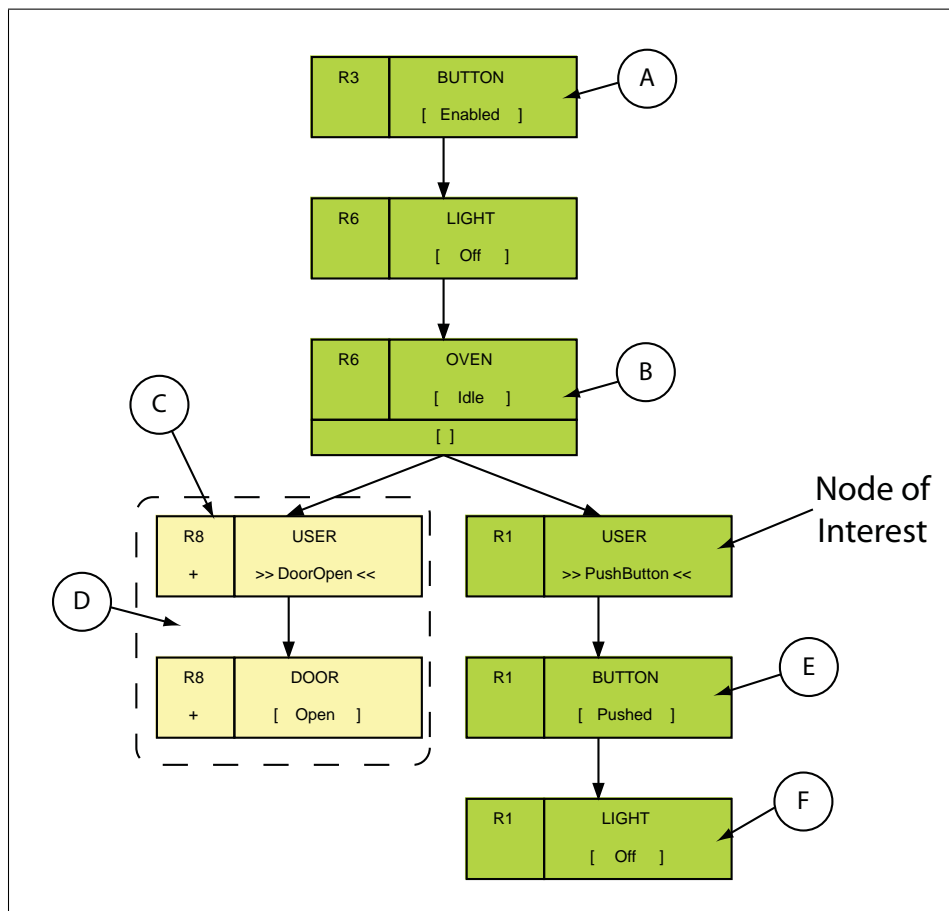 R3 BUTTON
[ Enabled ]
A
R6 LIGHT
[ Off ]
R6 OVEN
[ Idle ]
[ ]
B
C
Node of
Interest
R8 USER
+ >> DoorOpen <<
R1 USER
>> PushButton <<
D
R8 DOOR
+ [ Open ]
R1 BUTTON
[ Pushed ]
E
R1 LIGHT
[ Off ]
F